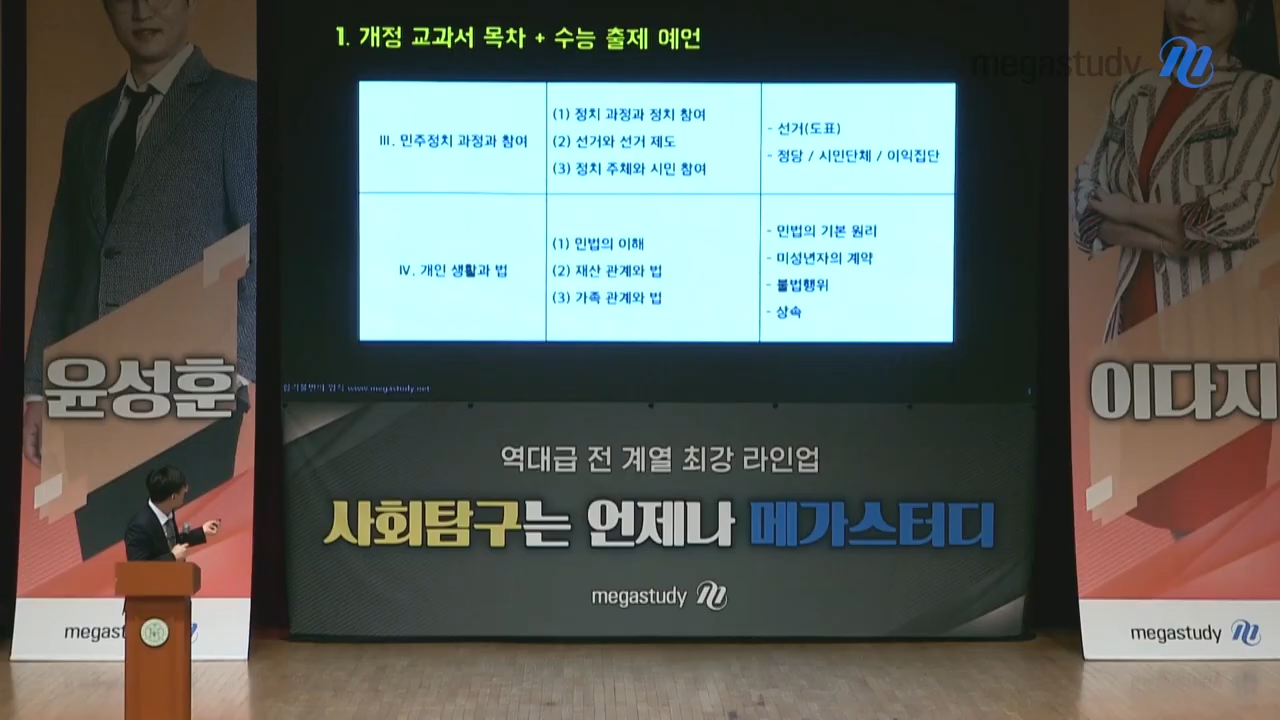 1. 개정 교과서 목차 + 수능 출제 예언
megastudy
Ⅲ. 민주정치 과정과 참여
(1) 정치 과정과 정치 참여
(2) 선거와 선거 제도
(3) 정치 주체와 시민 참여
- 선거(도표)
- 정당 / 시민단체 / 이익집단
Ⅳ. 개인 생활과 법
(1) 민법의 이해
(2) 재산 관계와 법
(3) 가족 관계와 법
- 민법의 기본 원리
- 미성년자의 계약
- 불법행위
- 상속
www.megastudy.net
윤성훈
이다지
역대급 전 계열 최강 라인업
사회탐구는 언제나 메가스터디
megastudy
megast
megastudy